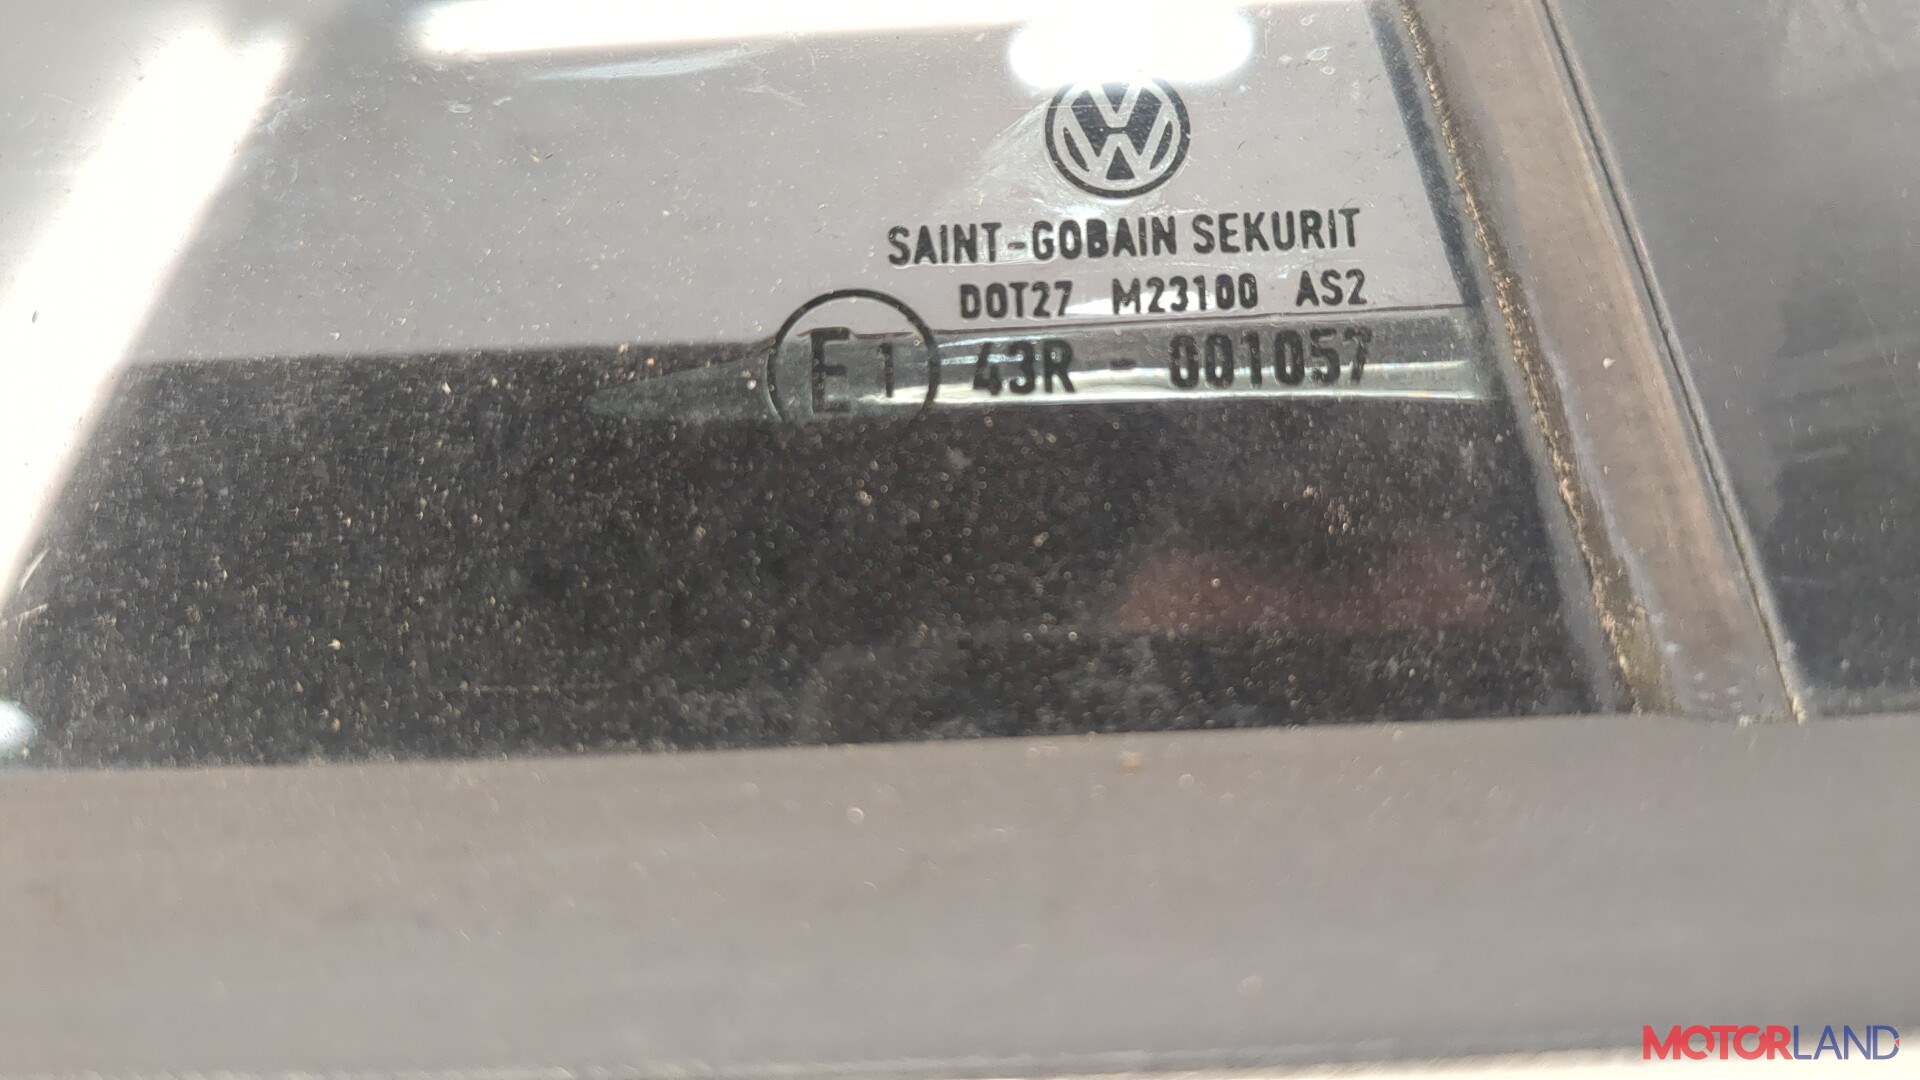 SAINT-GOBAIN SEKURIT
DOT27 M23100 AS2
E1 43R - 001057
MOTORLAND